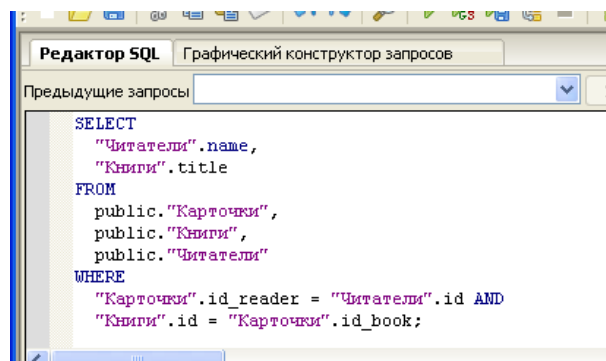 Редактор SQL Графический конструктор запросов
Предыдущие запросы
SELECT
"Читатели".name,
"Книги".title
FROM
public."Карточки",
public."Книги",
public."Читатели"
WHERE
"Карточки".id_reader = "Читатели".id AND
"Книги".id = "Карточки".id_book;